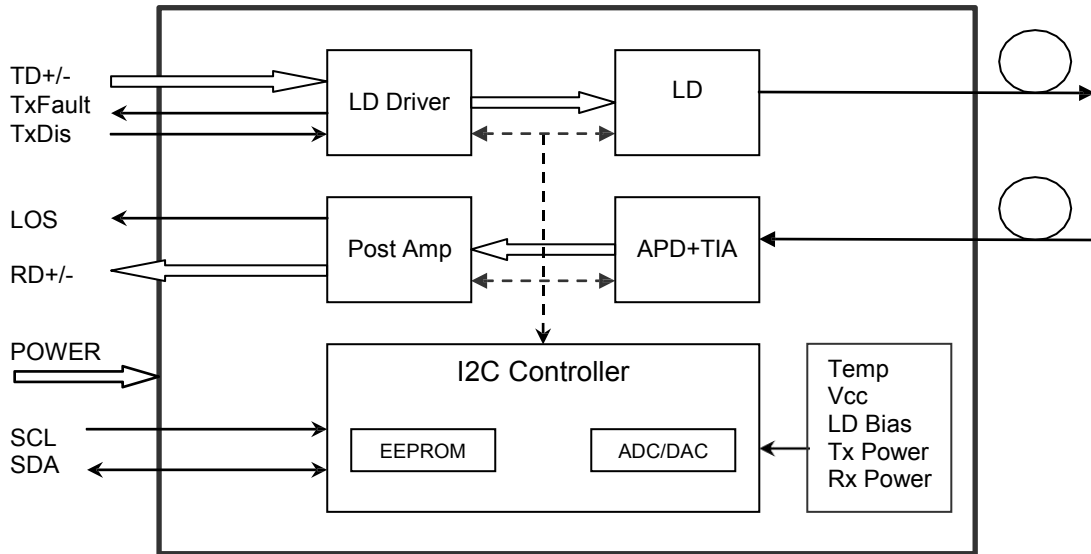 TD+/-
TxFault
TxDis
LD Driver
LD
LOS
RD+/-
Post Amp
APD+TIA
POWER
SCL
SDA
I2C Controller
EEPROM
ADC/DAC
Temp
Vcc
LD Bias
Tx Power
Rx Power